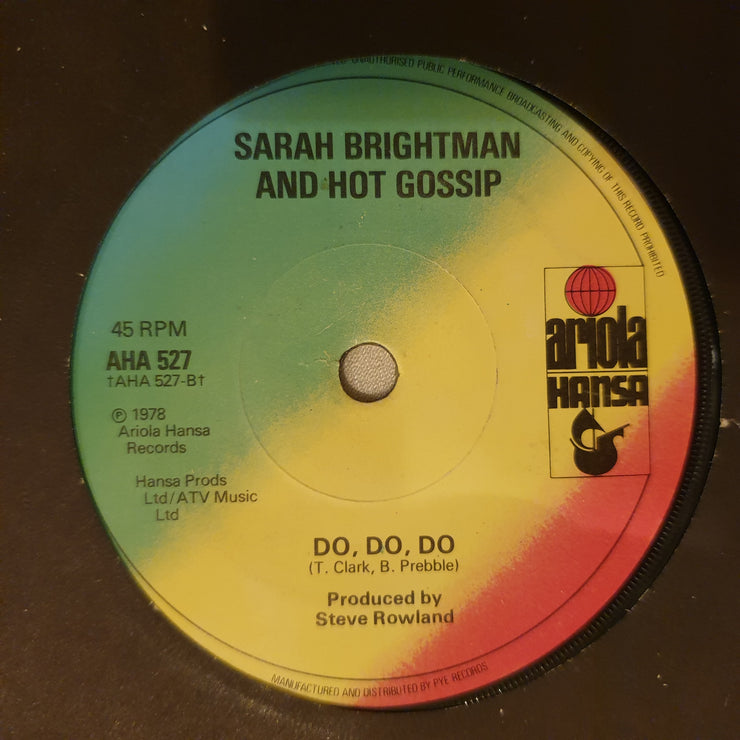 UNAUTHORISED PUBLIC PERFORMANCE BROADCASTING AND COPYING OF THIS RECORD PROHIBITED
SARAH BRIGHTMAN
AND HOT GOSSIP
45 RPM
AHA 527
†AHA 527-B†
℗ 1978
Ariola Hansa
Records
Hansa Prods
Ltd/ATV Music
Ltd
ariola
HANSA
DO, DO, DO
(T. Clark, B. Prebble)
Produced by
Steve Rowland
MANUFACTURED AND DISTRIBUTED BY PYE RECORDS